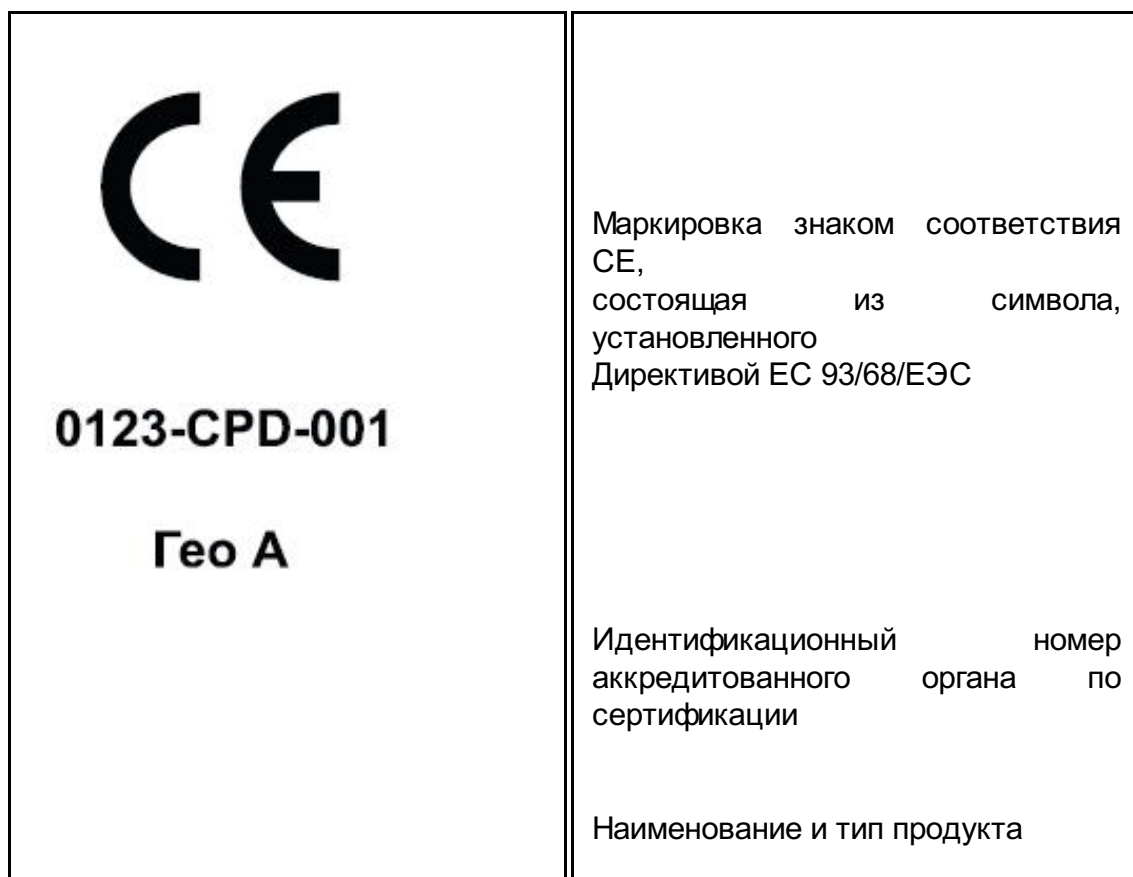 CE
0123-CPD-001
Гео А
Маркировка знаком соответствия
СЕ,
состоящая из символа,
установленного
Директивой ЕС 93/68/ЕЭС
Идентификационный номер
аккредитованного органа по
сертификации
Наименование и тип продукта